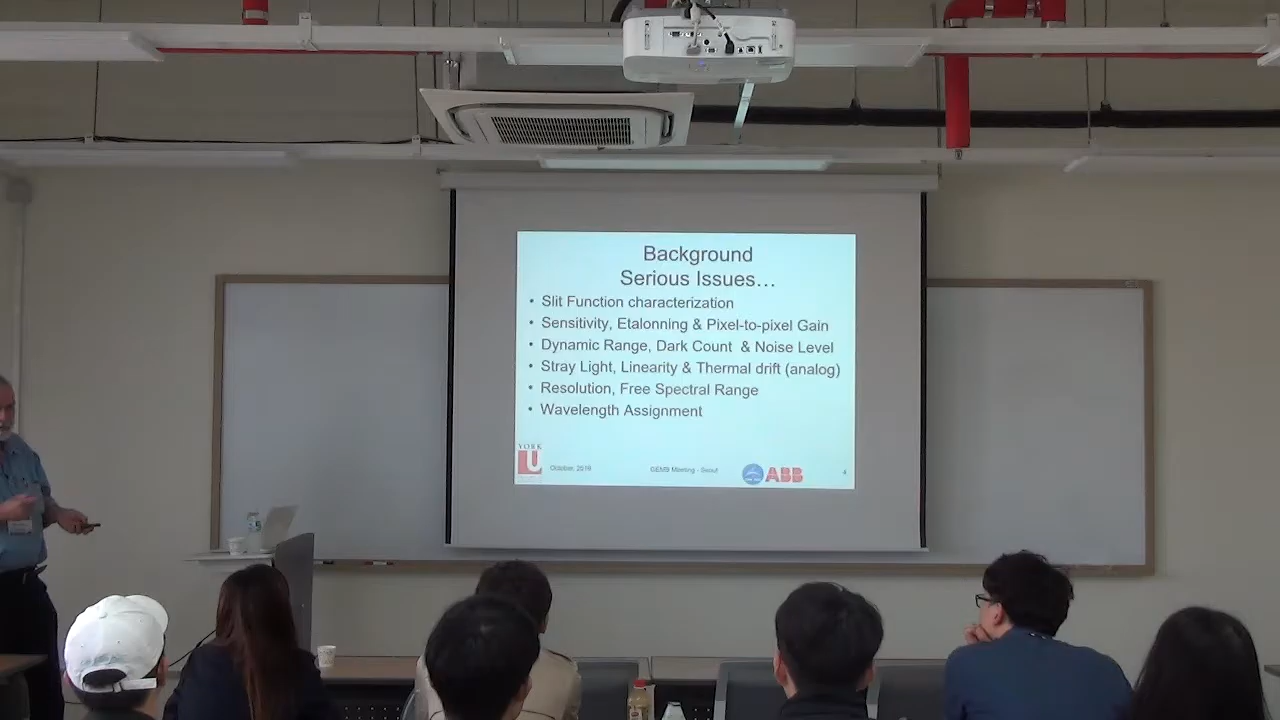 Background
Serious Issues…
• Slit Function characterization
• Sensitivity, Etalonning & Pixel-to-pixel Gain
• Dynamic Range, Dark Count & Noise Level
• Stray Light, Linearity & Thermal drift (analog)
• Resolution, Free Spectral Range
• Wavelength Assignment
YORK
U
October, 2019
GEMS Meeting - Seoul
ABB
4